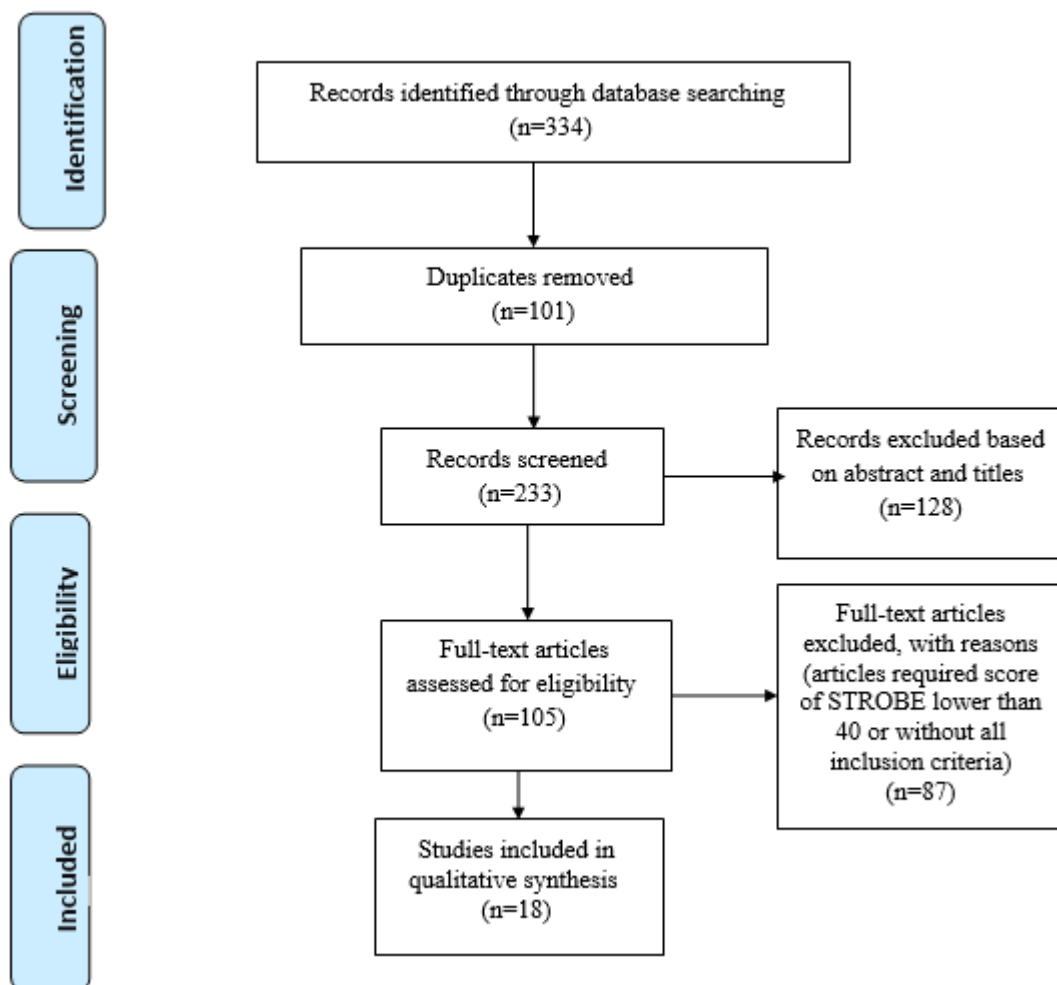 Identification
Records identified through database searching
(n=334)
Duplicates removed
(n=101)
Screening
Records screened
(n=233)
Records excluded based
on abstract and titles
(n=128)
Eligibility
Full-text articles
assessed for eligibility
(n=105)
Full-text articles
excluded, with reasons
(articles required score
of STROBE lower than
40 or without all
inclusion criteria)
(n=87)
Included
Studies included in
qualitative synthesis
(n=18)